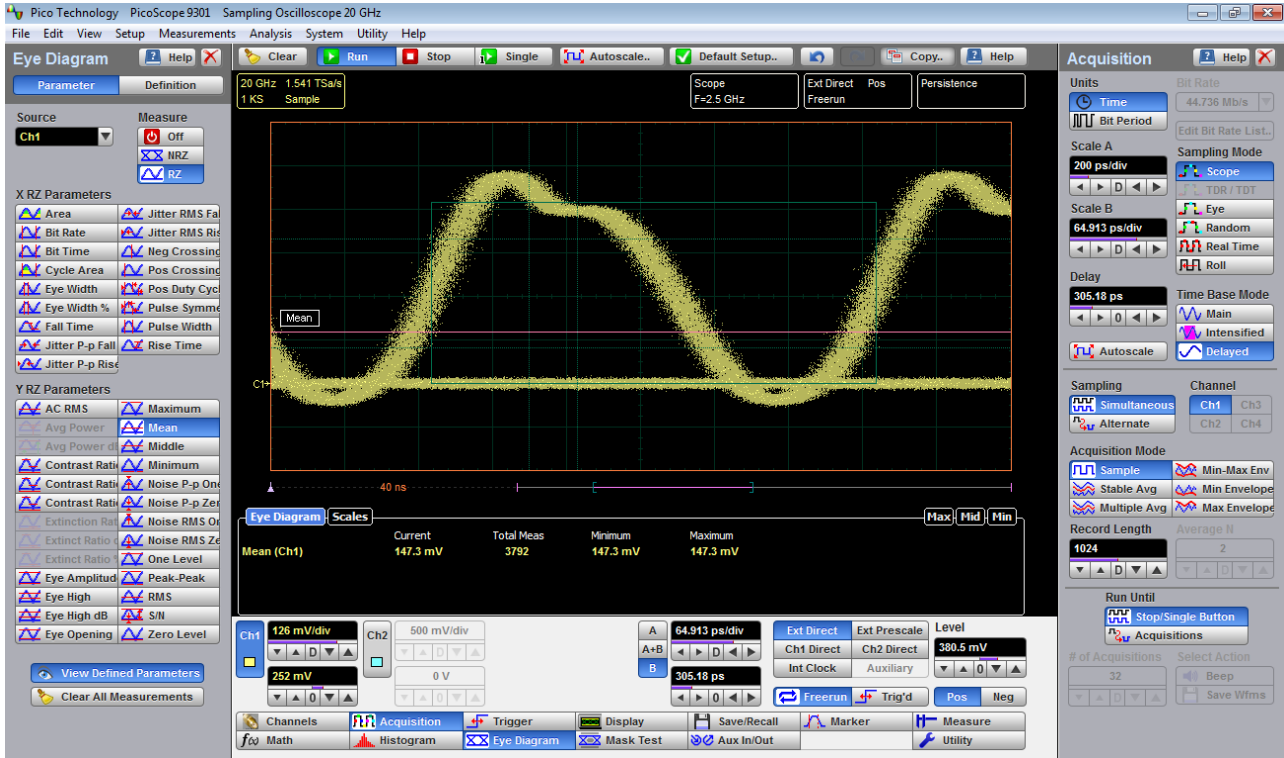 Pico Technology PicoScope 9301 Sampling Oscilloscope 20 GHz
File Edit View Setup Measurements Analysis System Utility Help
Eye Diagram Help
Parameter Definition
Source Measure
Ch1 Off
NRZ
RZ
X RZ Parameters
Area Jitter RMS Fal
Bit Rate Jitter RMS Ris
Bit Time Neg Crossing
Cycle Area Pos Crossing
Eye Width Pos Duty Cycl
Eye Width % Pulse Symme
Fall Time Pulse Width
Jitter P-p Fall Rise Time
Jitter P-p Rise
Y RZ Parameters
AC RMS Maximum
Avg Power Mean
Avg Power dB Middle
Contrast Rati Minimum
Contrast Rati Noise P-p One
Contrast Rati Noise P-p Zer
Extinction Rat Noise RMS On
Extinct Ratio d Noise RMS Ze
Extinct Ratio % One Level
Eye Amplitud Peak-Peak
Eye High RMS
Eye High dB S/N
Eye Opening Zero Level
View Defined Parameters
Clear All Measurements
Clear Run Stop Single Autoscale.. Default Setup.. Copy.. Help
20 GHz 1.541 TSa/s
1 KS Sample
Scope
F=2.5 GHz
Ext Direct Pos
Freerun
Persistence
Mean
C1
40 ns
Eye Diagram Scales Max Mid Min
Current Total Meas Minimum Maximum
Mean (Ch1) 147.3 mV 3792 147.3 mV 147.3 mV
Ch1 126 mV/div Ch2 500 mV/div
D D
252 mV 0 V
0 0
A 64.913 ps/div
A+B D
B 305.18 ps
0
Ext Direct Ext Prescale
Ch1 Direct Ch2 Direct
Int Clock Auxiliary
Freerun Trig'd
Level
380.5 mV
0
Pos Neg
Channels Acquisition Trigger Display Save/Recall Marker Measure
f(x) Math Histogram Eye Diagram Mask Test Aux In/Out Utility
Acquisition Help
Units Bit Rate
Time 44.736 Mb/s
Bit Period Edit Bit Rate List..
Scale A Sampling Mode
200 ps/div Scope
D TDR / TDT
Scale B Eye
64.913 ps/div Random
D Real Time
Roll
Delay
305.18 ps Time Base Mode
0 Main
Intensified
Autoscale Delayed
Sampling Channel
Simultaneous Ch1 Ch3
Alternate Ch2 Ch4
Acquisition Mode
Sample Min-Max Env
Stable Avg Min Envelope
Multiple Avg Max Envelope
Record Length Average N
1024 2
D D
Run Until
Stop/Single Button
Acquisitions
# of Acquisitions Select Action
32 Beep
D Save Wfms